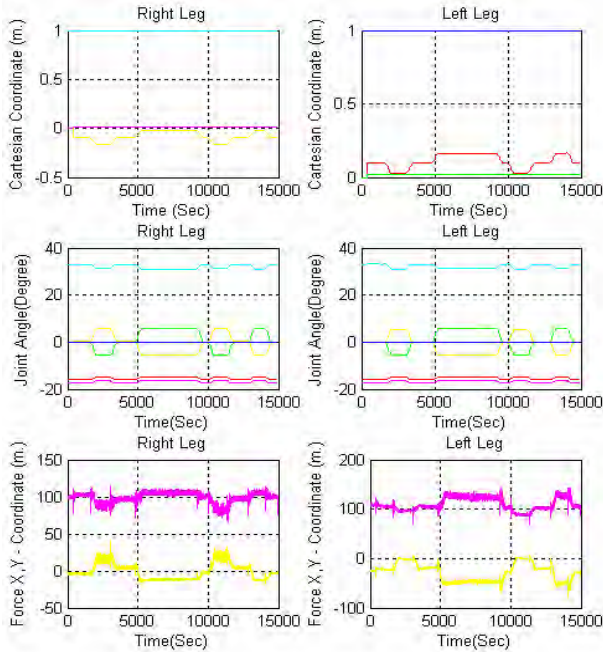 Right Leg
Cartesian Coordinate (m.)
1
0.5
0
-0.5
0 5000 10000 15000
Time (Sec)
Left Leg
Cartesian Coordinate (m.)
1
0.5
0
0 5000 10000 15000
Time (Sec)
Right Leg
Joint Angle(Degree)
40
20
0
-20
0 5000 10000 15000
Time(Sec)
Left Leg
Joint Angle(Degree)
40
20
0
-20
0 5000 10000 15000
Time(Sec)
Right Leg
Force X,Y - Coordinate (m.)
150
100
50
0
-50
0 5000 10000 15000
Time(Sec)
Left Leg
Force X,Y - Coordinate (m.)
200
100
0
-100
0 5000 10000 15000
Time(Sec)